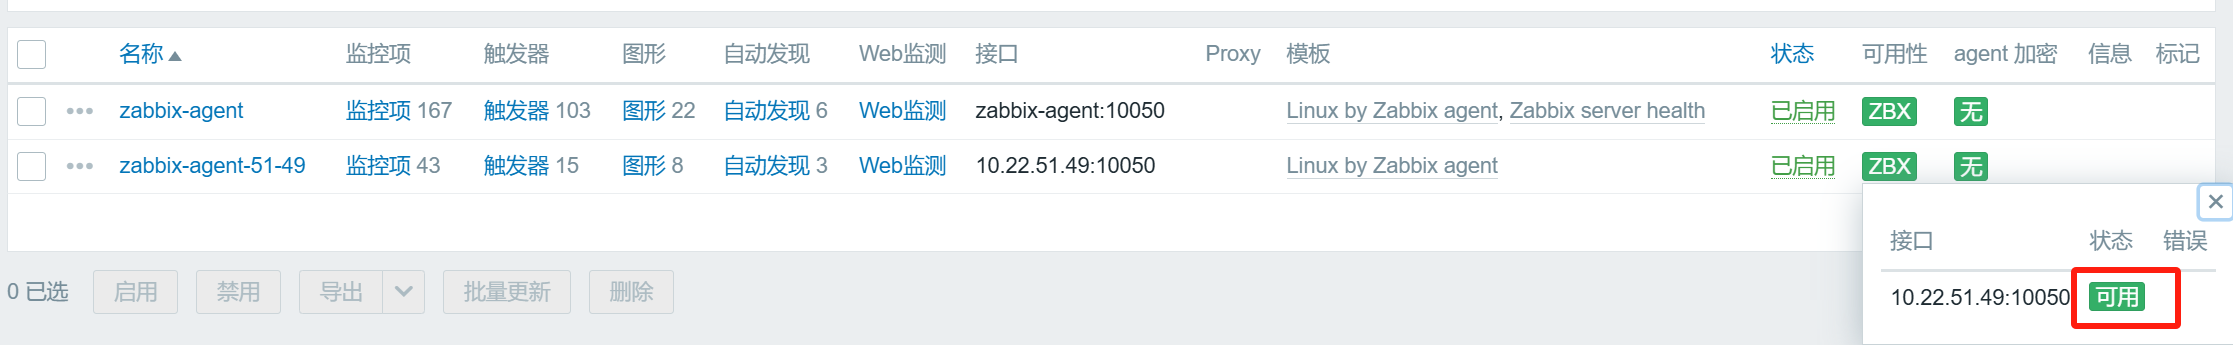 名称 监控项 触发器 图形 自动发现 Web监测 接口 Proxy 模板 状态 可用性 agent 加密 信息 标记
zabbix-agent 监控项 167 触发器 103 图形 22 自动发现 6 Web监测 zabbix-agent:10050 Linux by Zabbix agent, Zabbix server health 已启用 ZBX 无
zabbix-agent-51-49 监控项 43 触发器 15 图形 8 自动发现 3 Web监测 10.22.51.49:10050 Linux by Zabbix agent 已启用 ZBX 无
接口 状态 错误
10.22.51.49:10050 可用
0 已选 启用 禁用 导出 批量更新 删除